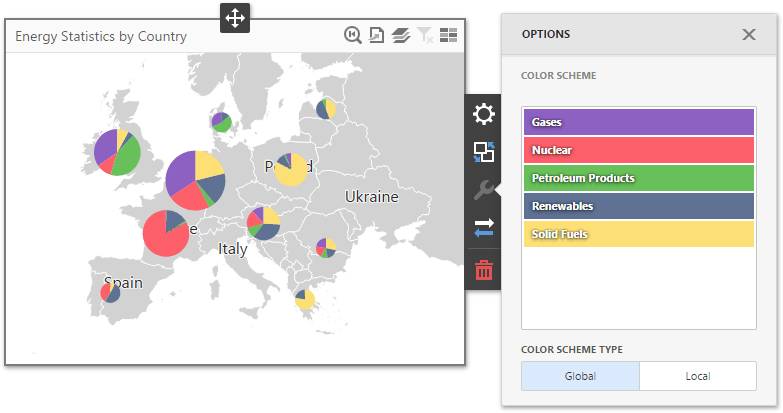 Energy Statistics by Country
Ukraine
Italy
Spain
OPTIONS
COLOR SCHEME
Gases
Nuclear
Petroleum Products
Renewables
Solid Fuels
COLOR SCHEME TYPE
Global
Local